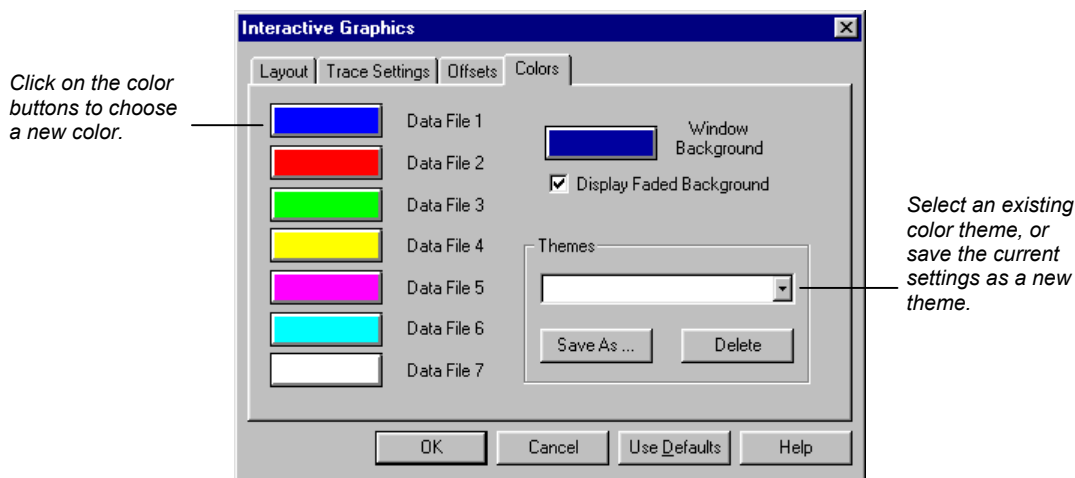 Interactive Graphics
Layout
Trace Settings
Offsets
Colors
Click on the color
buttons to choose
a new color.
Data File 1
Data File 2
Data File 3
Data File 4
Data File 5
Data File 6
Data File 7
Window
Background
Display Faded Background
Themes
Save As ...
Delete
Select an existing
color theme, or
save the current
settings as a new
theme.
OK
Cancel
Use Defaults
Help